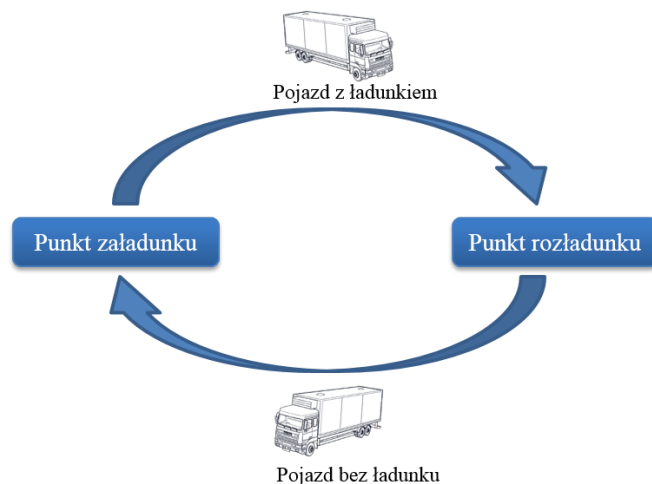 Pojazd z ładunkiem
Punkt załadunku
Punkt rozładunku
Pojazd bez ładunku